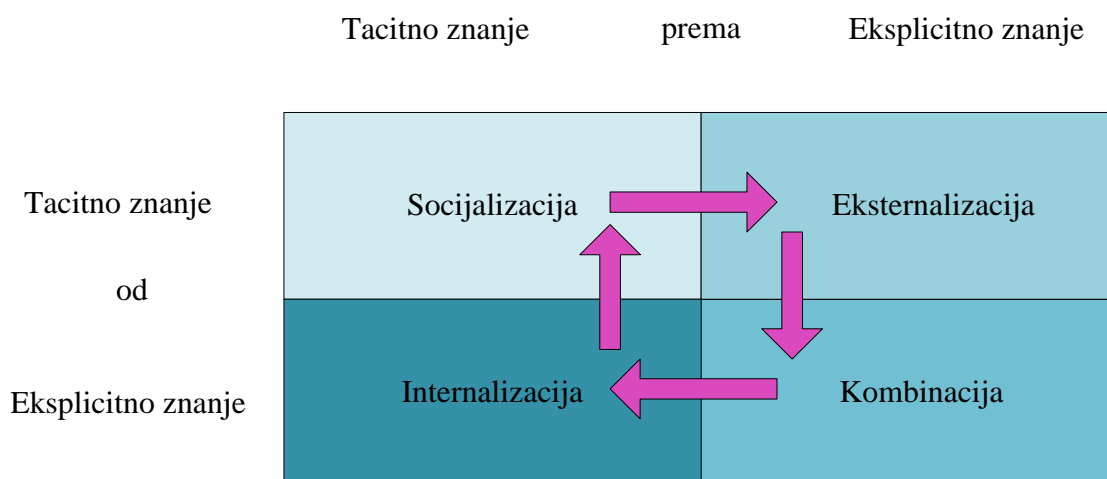 Tacitno znanje prema Eksplicitno znanje
Tacitno znanje Socijalizacija Eksternalizacija
od
Eksplicitno znanje Internalizacija Kombinacija